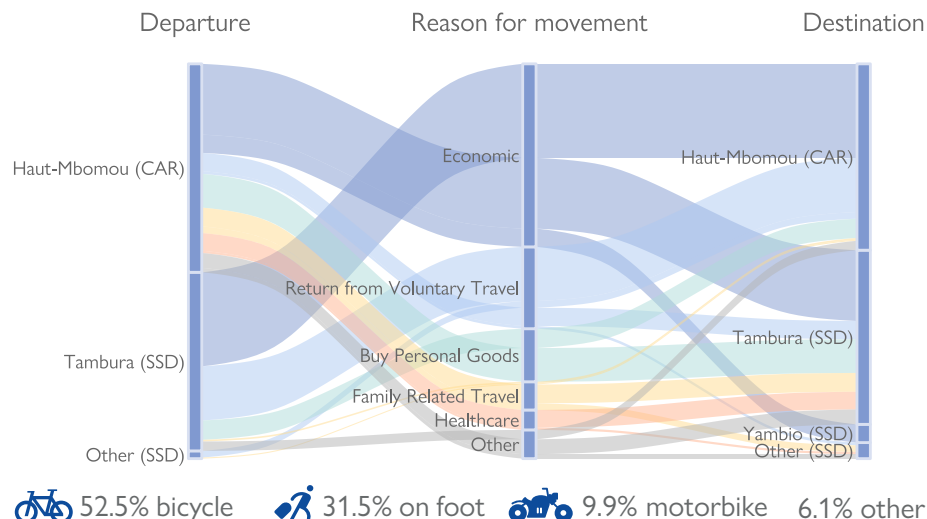 Departure
Reason for movement
Destination
Haut-Mbomou (CAR)
Tambura (SSD)
Other (SSD)
Economic
Return from Voluntary Travel
Buy Personal Goods
Family Related Travel
Healthcare
Other
Haut-Mbomou (CAR)
Tambura (SSD)
Yambio (SSD)
Other (SSD)
52.5% bicycle
31.5% on foot
9.9% motorbike
6.1% other